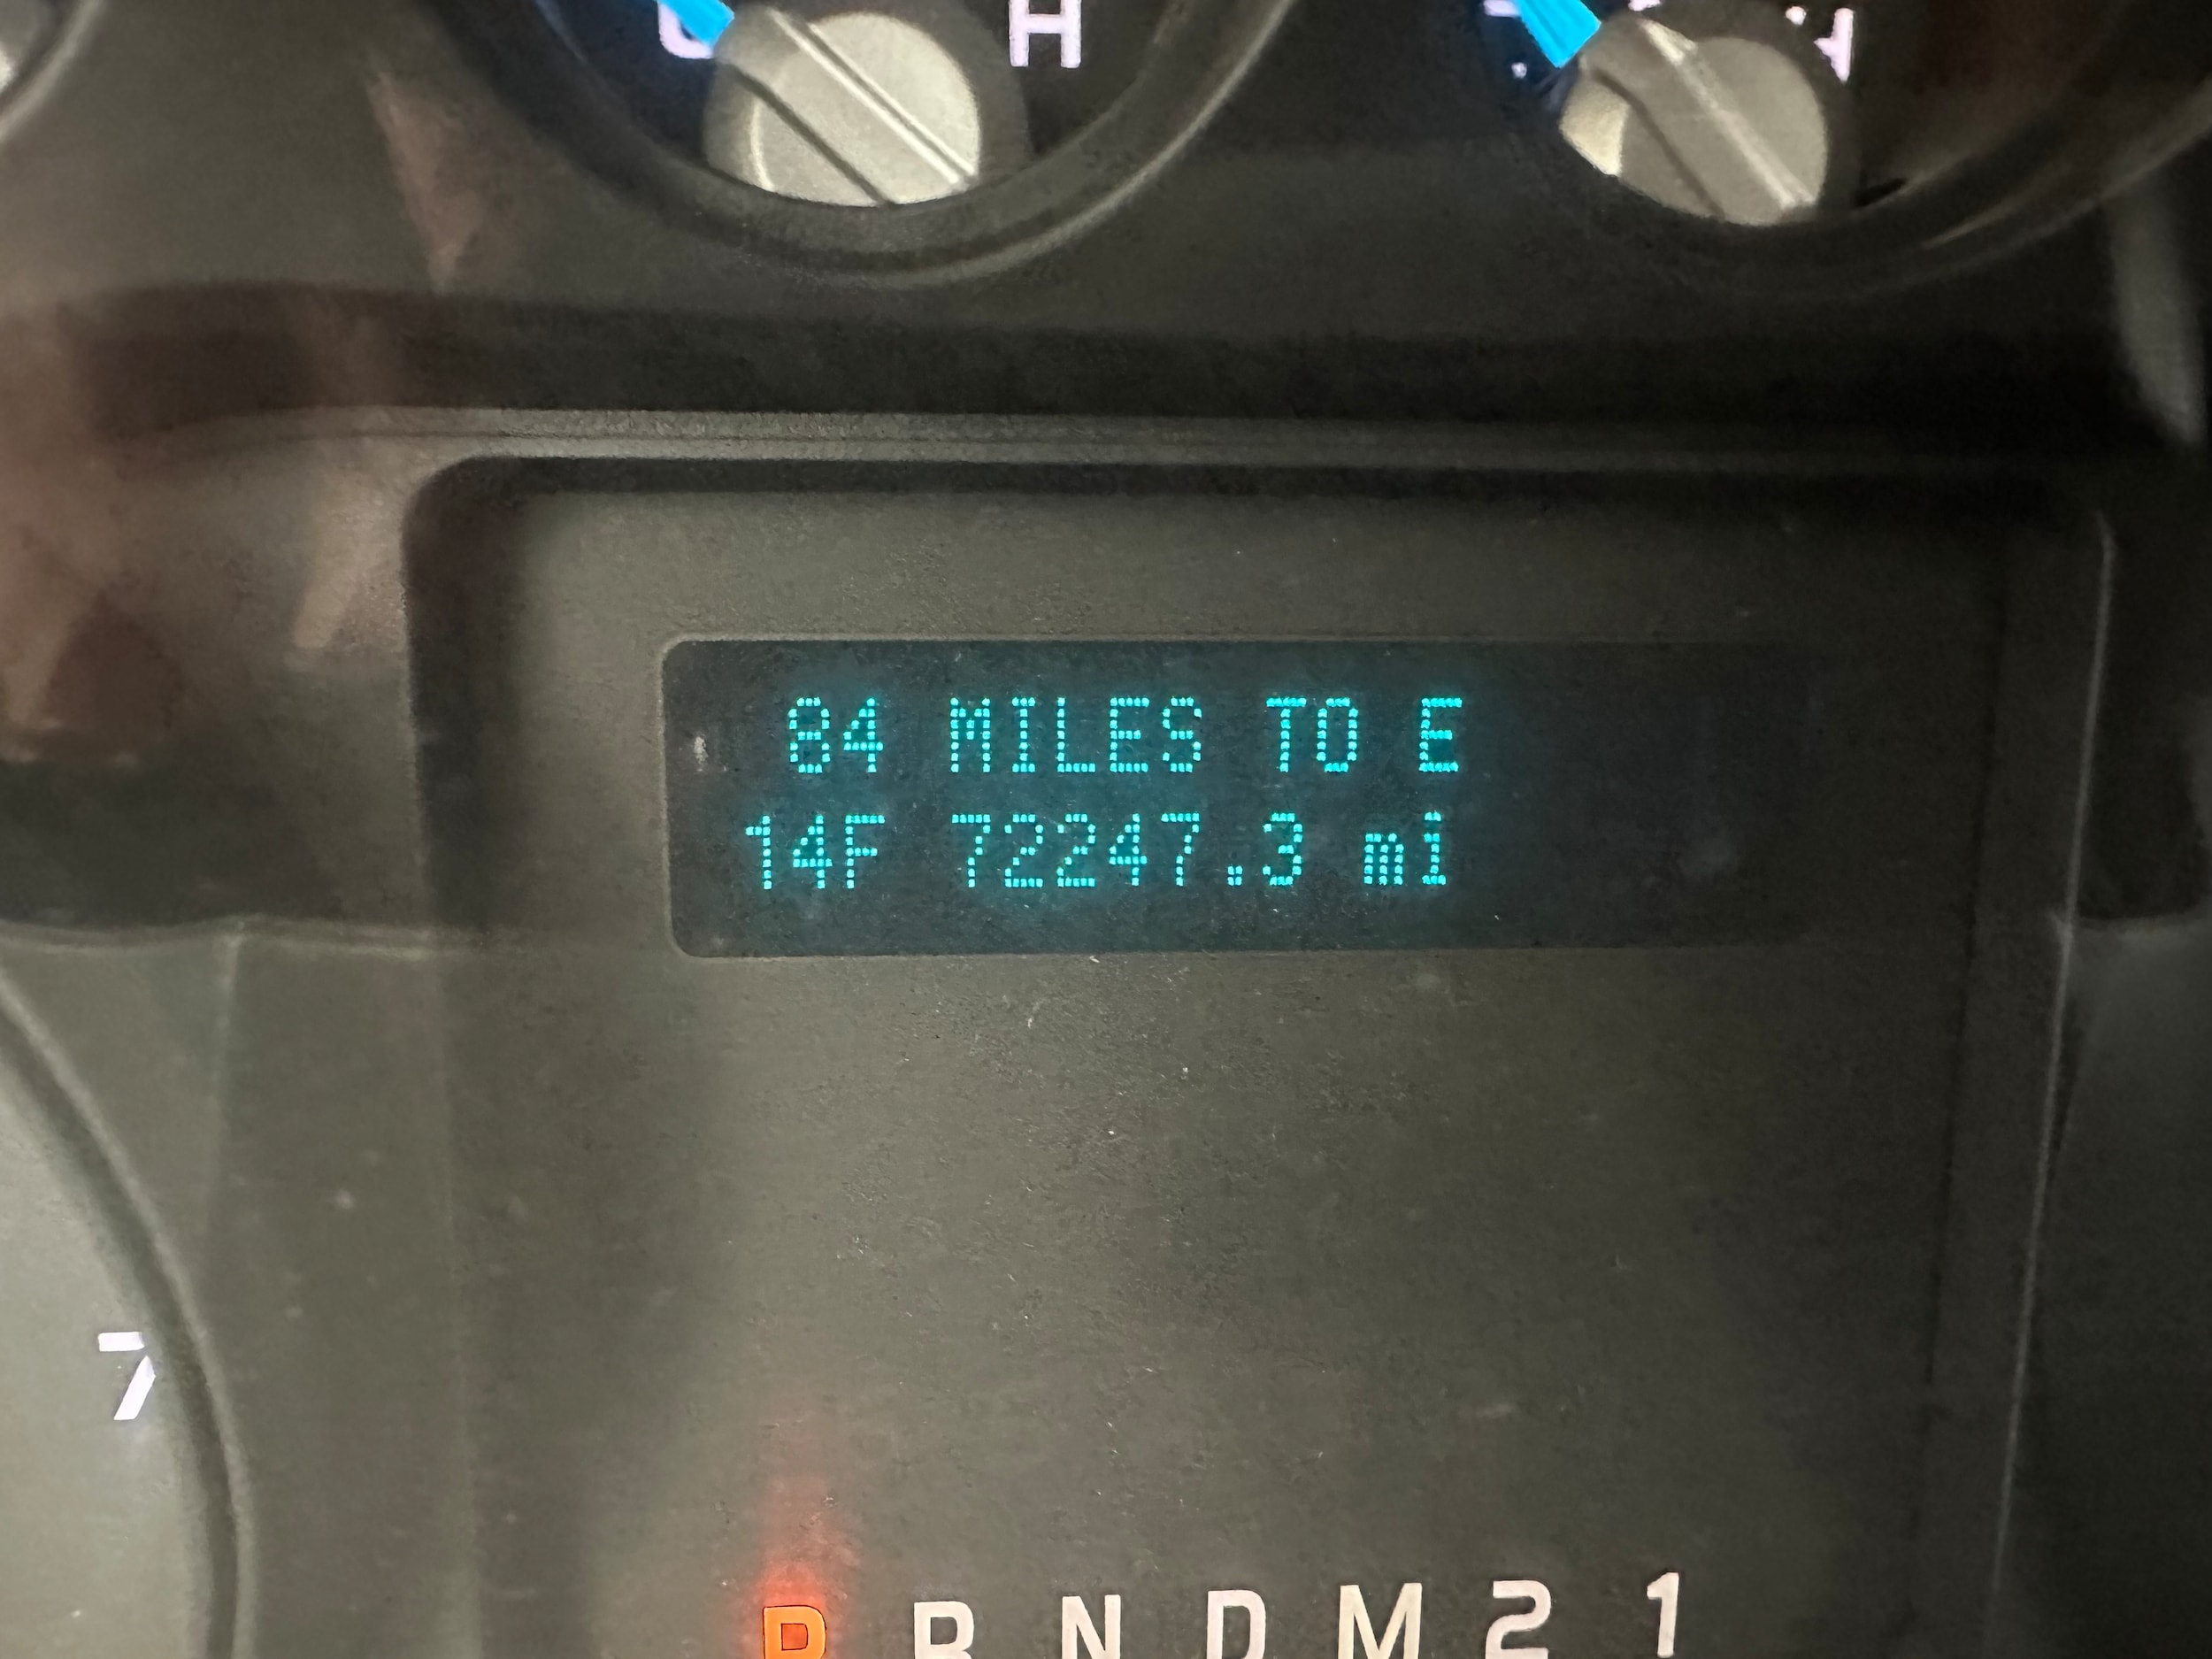 H
84 MILES TO E
14F 72247.3 mi
7
P R N D M 2 1